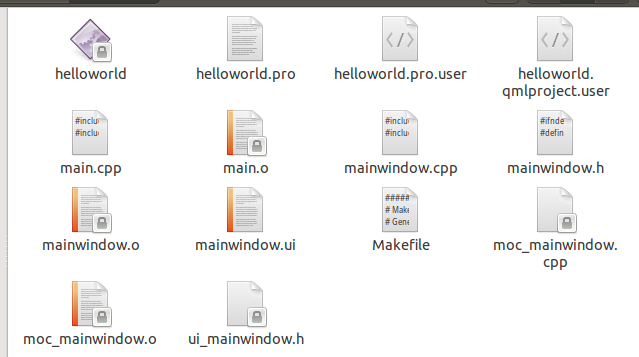 helloworld
helloworld.pro
helloworld.pro.user
helloworld.
qmlproject.user
#inclu
#inclu
main.cpp
main.o
#inclu
#inclu
mainwindow.cpp
#ifnde
#defin
mainwindow.h
mainwindow.o
mainwindow.ui
#####
# Mak
# Gene
Makefile
moc_mainwindow.
cpp
moc_mainwindow.o
ui_mainwindow.h